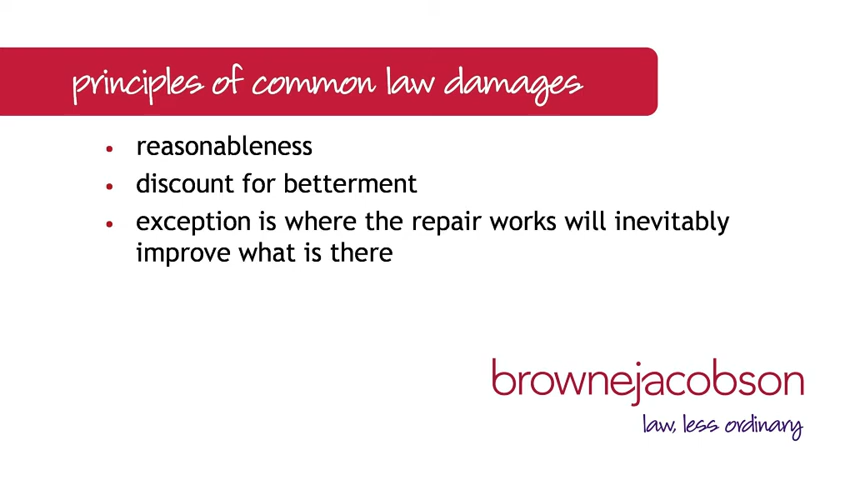 principles of common law damages
• reasonableness
• discount for betterment
• exception is where the repair works will inevitably
improve what is there
brownejacobson
law, less ordinary